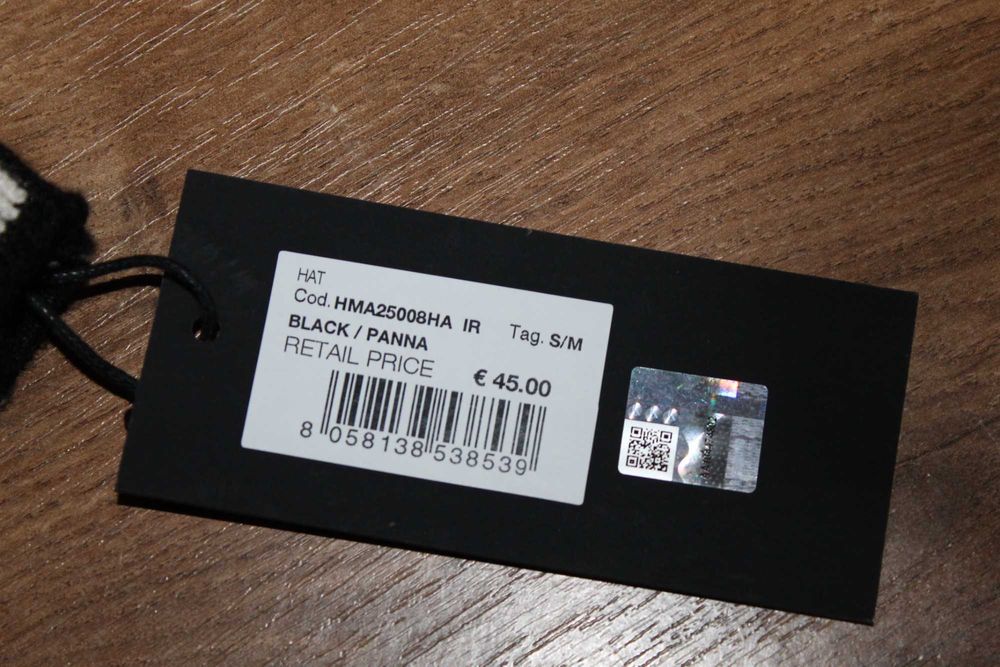 HAT
Cod. HMA25008HA IR Tag. S/M
BLACK / PANNA
RETAIL PRICE
€ 45.00
8 058138 538539